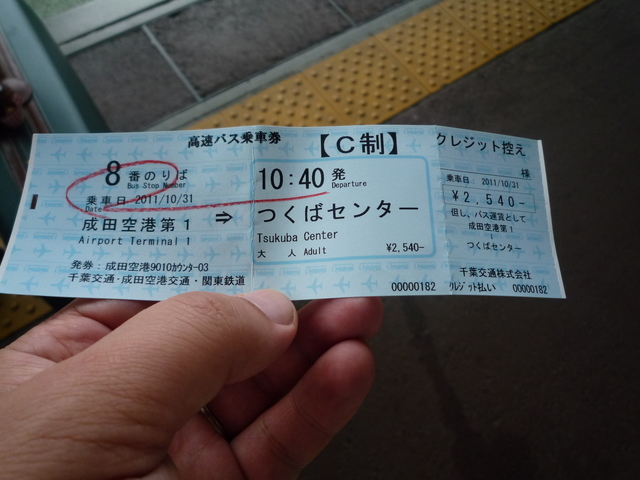 高速バス乗車券
【C制】
8 番のりば
Bus Stop Number
乗車日 2011/10/31
Date
成田空港第1
Airport Terminal 1
⇒
10:40 発
Departure
つくばセンター
Tsukuba Center
大人 Adult ¥2,540-
発券:成田空港9010カウンター03
千葉交通・成田空港交通・関東鉄道
00000182
クレジット控え
様
乗車日 2011/10/31
¥2,540-
但し、バス運賃として
成田空港第1
↓
つくばセンター
千葉交通株式会社
クレジット払い 00000182